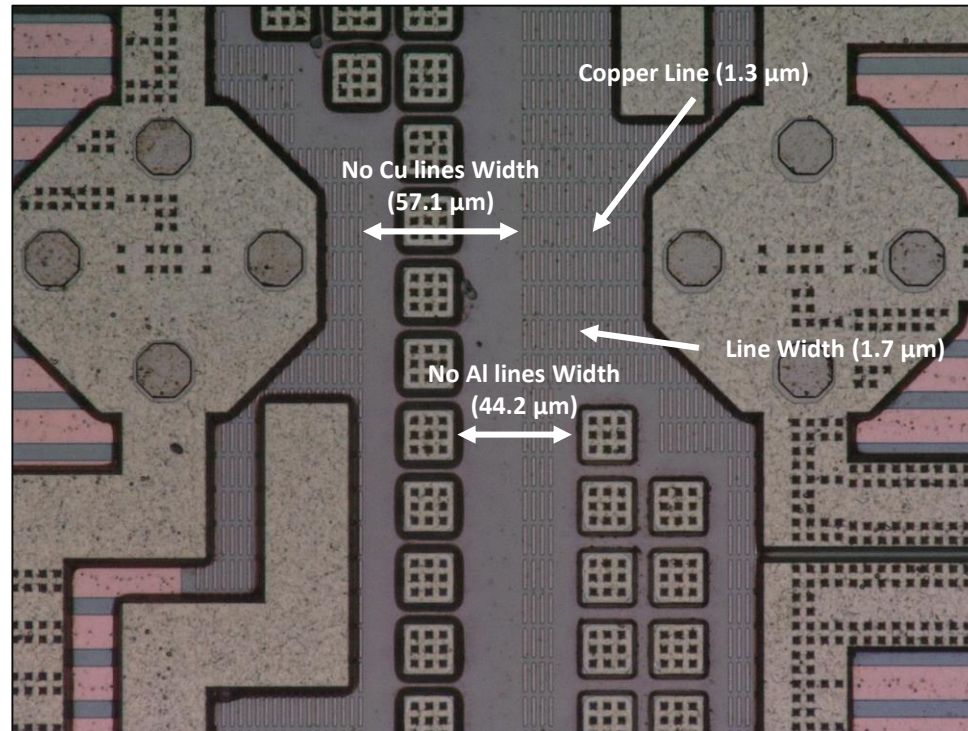 Copper Line (1.3 µm)
No Cu lines Width
(57.1 µm)
Line Width (1.7 µm)
No Al lines Width
(44.2 µm)